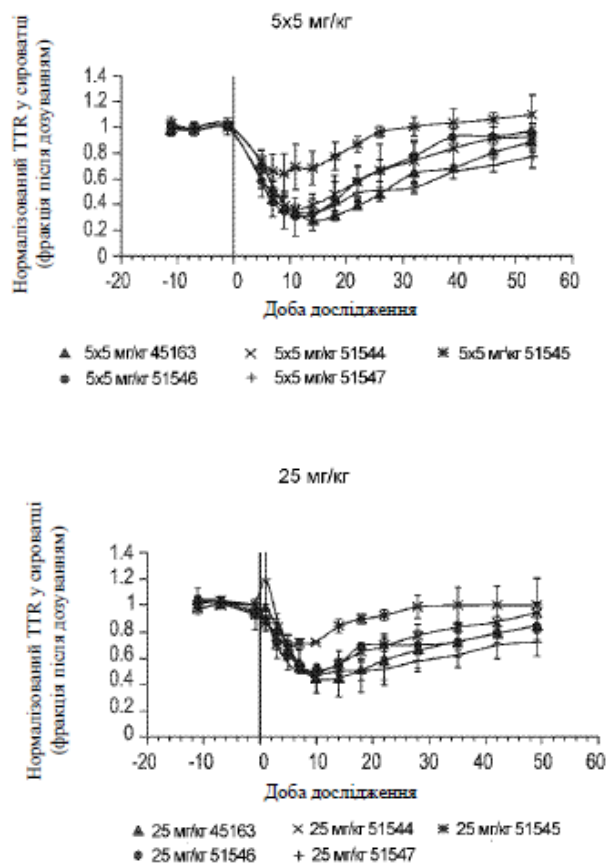 5x5 мг/кг
Нормалізований TTR у сироватці
(фракція після дозуванням)
1.4
1.2
1
0.8
0.6
0.4
0.2
0
-20 -10 0 10 20 30 40 50 60
Доба дослідження
5x5 мг/кг 45163 5x5 мг/кг 51544 5x5 мг/кг 51545
5x5 мг/кг 51546 5x5 мг/кг 51547
25 мг/кг
Нормалізований TTR у сироватці
(фракція після дозуванням)
1.4
1.2
1
0.8
0.6
0.4
0.2
0
-20 -10 0 10 20 30 40 50 60
Доба дослідження
25 мг/кг 45163 25 мг/кг 51544 25 мг/кг 51545
25 мг/кг 51546 25 мг/кг 51547